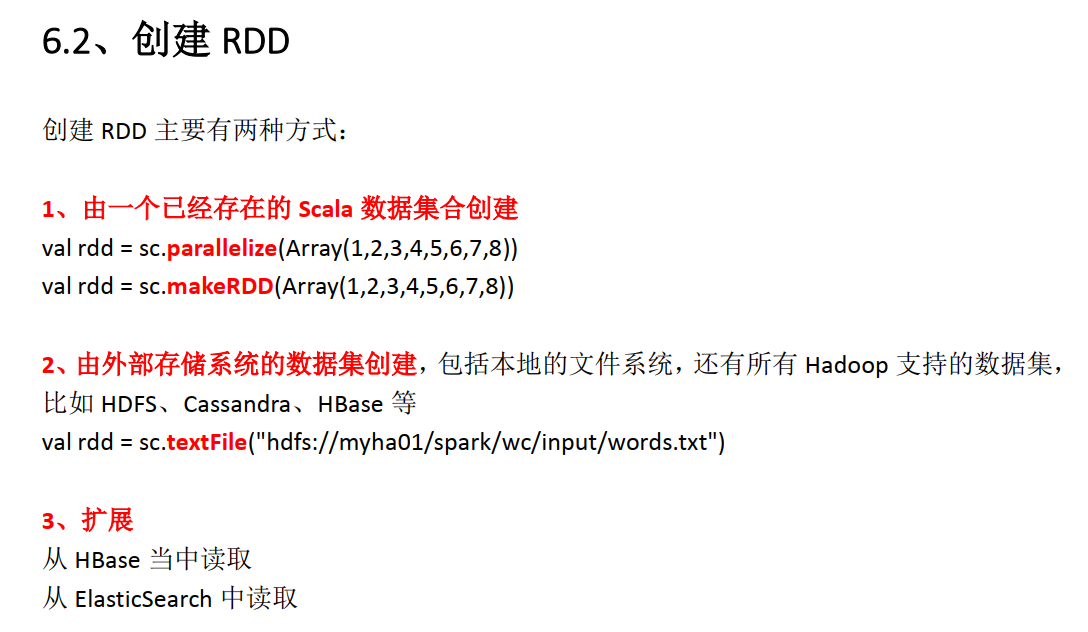 6.2、创建 RDD
创建 RDD 主要有两种方式：
1、由一个已经存在的 Scala 数据集合创建
val rdd = sc.parallelize(Array(1,2,3,4,5,6,7,8))
val rdd = sc.makeRDD(Array(1,2,3,4,5,6,7,8))
2、由外部存储系统的数据集创建，包括本地的文件系统，还有所有 Hadoop 支持的数据集，
比如 HDFS、Cassandra、HBase 等
val rdd = sc.textFile("hdfs://myha01/spark/wc/input/words.txt")
3、扩展
从 HBase 当中读取
从 ElasticSearch 中读取